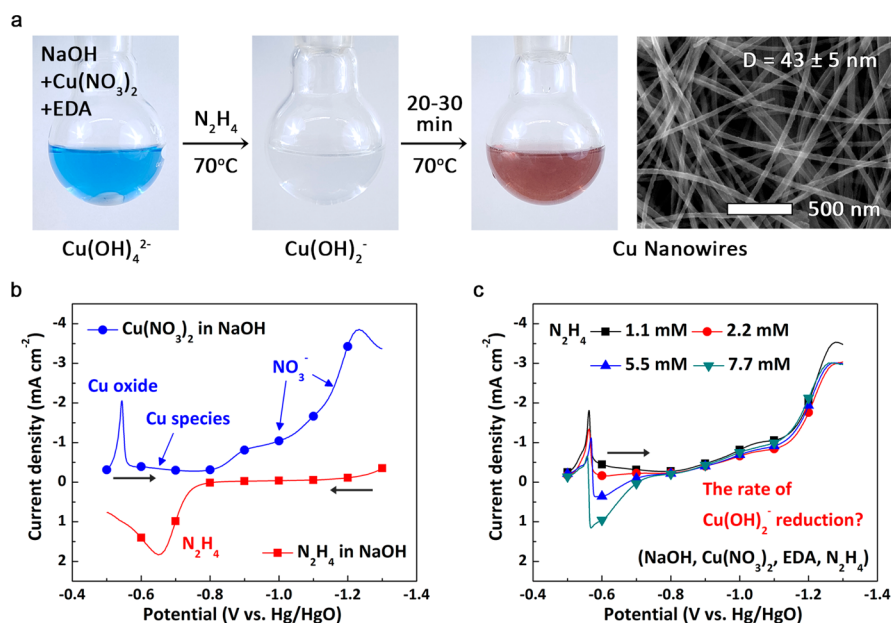 a
NaOH
+Cu(NO₃)₂
+EDA
N₂H₄
70°C
20-30
min
70°C
D = 43 ± 5 nm
500 nm
Cu(OH)₄²⁻
Cu(OH)₂⁻
Cu Nanowires
b
-4
-3
-2
-1
0
1
2
Current density (mA cm⁻²)
Cu(NO₃)₂ in NaOH
Cu oxide
Cu species
NO₃⁻
N₂H₄
N₂H₄ in NaOH
-0.4
-0.6
-0.8
-1.0
-1.2
-1.4
Potential (V vs. Hg/HgO)
c
-4
-3
-2
-1
0
1
2
Current density (mA cm⁻²)
N₂H₄
1.1 mM
2.2 mM
5.5 mM
7.7 mM
The rate of
Cu(OH)₂⁻ reduction?
(NaOH, Cu(NO₃)₂, EDA, N₂H₄)
-0.4
-0.6
-0.8
-1.0
-1.2
-1.4
Potential (V vs. Hg/HgO)